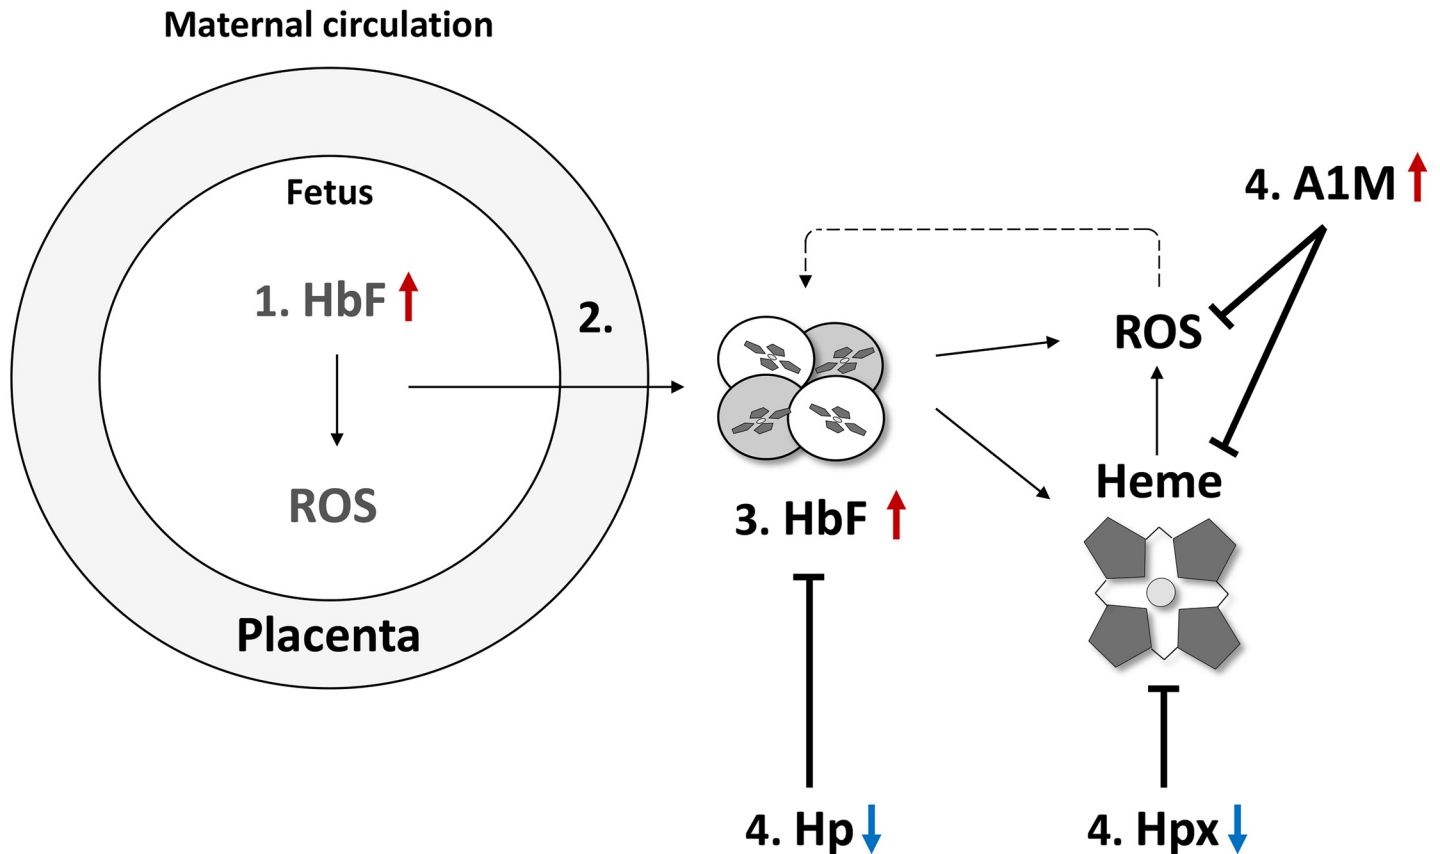 Maternal circulation
Fetus
1. HbF
2.
ROS
Placenta
3. HbF
4. A1M
ROS
Heme
4. Hp
4. Hpx